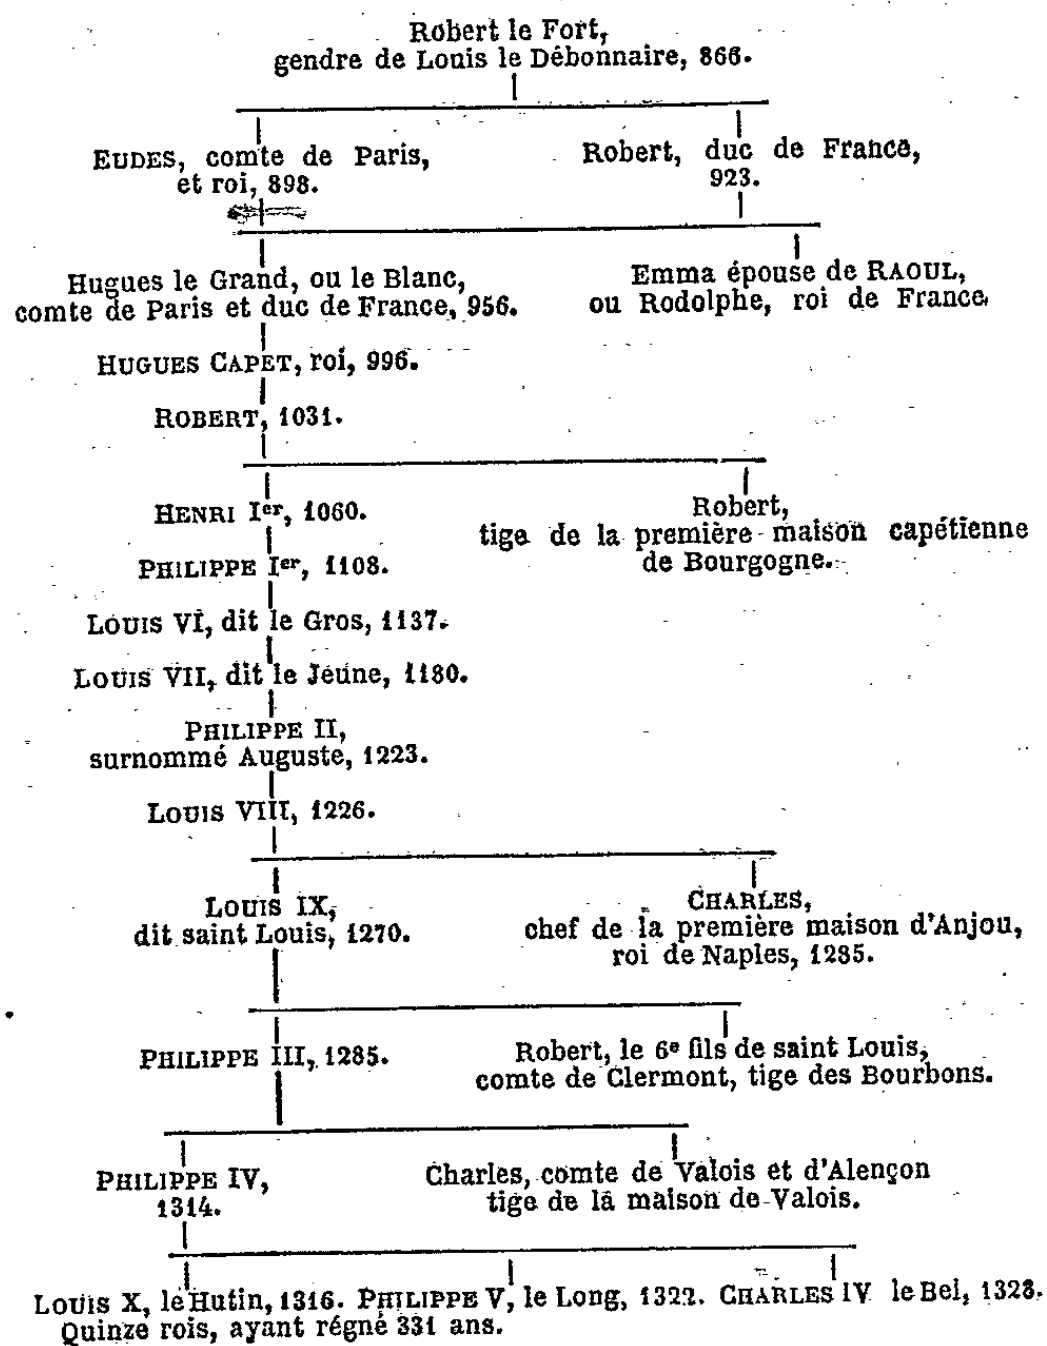 Robert le Fort,
gendre de Louis le Débonnaire, 866.
EUDES, comte de Paris,
et roi, 898.
Robert, duc de France,
923.
Hugues le Grand, ou le Blanc,
comte de Paris et duc de France, 956.
Emma épouse de RAOUL,
ou Rodolphe, roi de France
HUGUES CAPET, roi, 996.
ROBERT, 1031.
HENRI Ier, 1060.
Robert,
tige de la première maison capétienne
de Bourgogne.
PHILIPPE Ier, 1108.
LOUIS VI, dit le Gros, 1137.
LOUIS VII, dit le Jeune, 1180.
PHILIPPE II,
surnommé Auguste, 1223.
LOUIS VIII, 1226.
LOUIS IX,
dit saint Louis, 1270.
CHARLES,
chef de la première maison d'Anjou,
roi de Naples, 1285.
PHILIPPE III, 1285.
Robert, le 6e fils de saint Louis,
comte de Clermont, tige des Bourbons.
PHILIPPE IV,
1314.
Charles, comte de Valois et d'Alençon
tige de la maison de Valois.
LOUIS X, le Hutin, 1316. PHILIPPE V, le Long, 1322. CHARLES IV le Bel, 1328.
Quinze rois, ayant régné 331 ans.